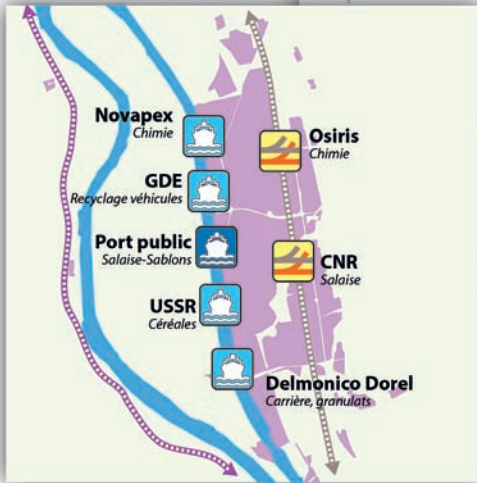 Novapex
Chimie
Osiris
Chimie
GDE
Recyclage véhicules
Port public
Salaise-Sablons
CNR
Salaise
USSR
Céréales
Delmonico Dorel
Carrière, granulats